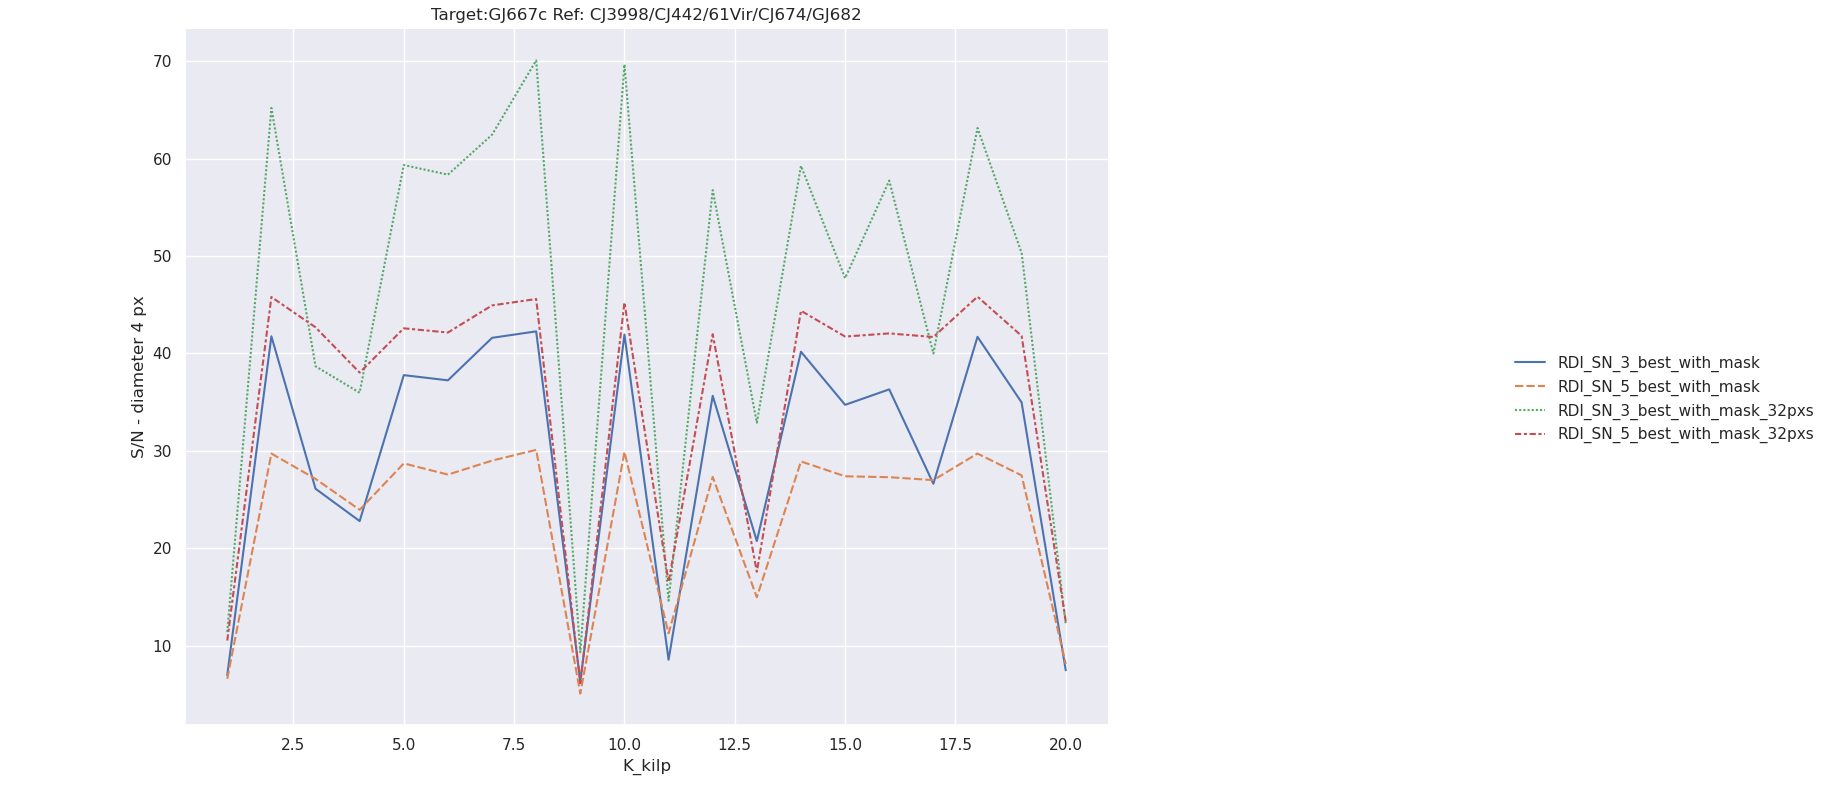 Target:GJ667c Ref: CJ3998/CJ442/61Vir/CJ674/GJ682
70
60
50
40
30
20
10
S/N - diameter 4 px
2.5 5.0 7.5 10.0 12.5 15.0 17.5 20.0
K_kilp
RDI_SN_3_best_with_mask
RDI_SN_5_best_with_mask
RDI_SN_3_best_with_mask_32pxs
RDI_SN_5_best_with_mask_32pxs